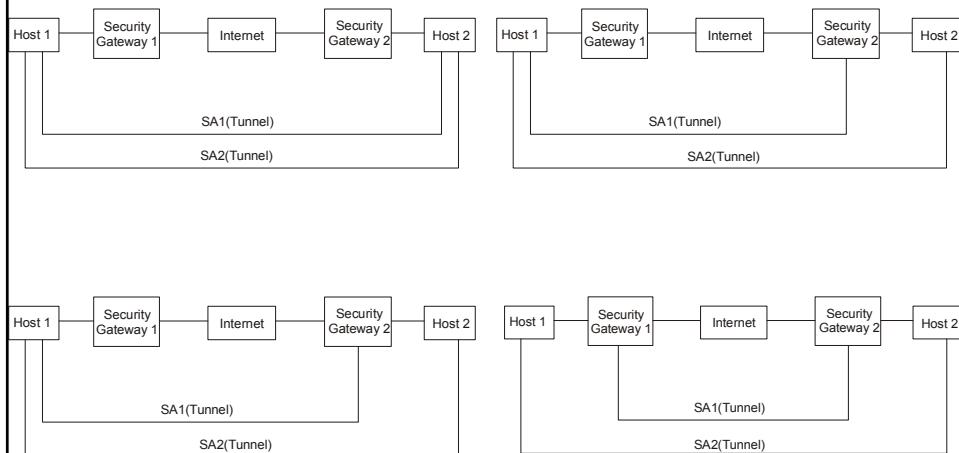 Host 1
Security
Gateway 1
Internet
Security
Gateway 2
Host 2
SA1(Tunnel)
SA2(Tunnel)
Host 1
Security
Gateway 1
Internet
Security
Gateway 2
Host 2
SA1(Tunnel)
SA2(Tunnel)
Host 1
Security
Gateway 1
Internet
Security
Gateway 2
Host 2
SA1(Tunnel)
SA2(Tunnel)
Host 1
Security
Gateway 1
Internet
Security
Gateway 2
Host 2
SA1(Tunnel)
SA2(Tunnel)